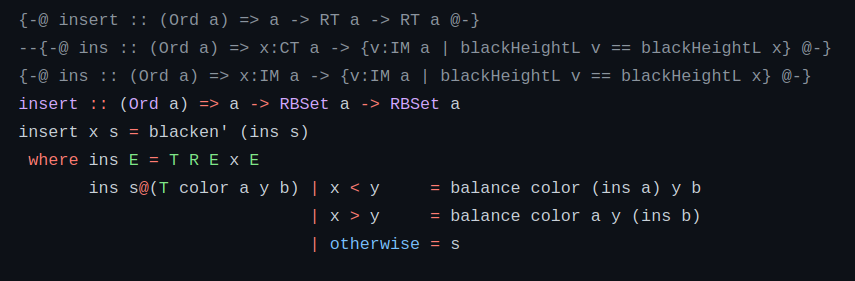 {-@ insert :: (Ord a) => a -> RT a -> RT a @-}
--{-@ ins :: (Ord a) => x:CT a -> {v:IM a | blackHeightL v == blackHeightL x} @-}
{-@ ins :: (Ord a) => x:IM a -> {v:IM a | blackHeightL v == blackHeightL x} @-}
insert :: (Ord a) => a -> RBSet a -> RBSet a
insert x s = blacken' (ins s)
 where ins E = T R E x E
       ins s@(T color a y b) | x < y     = balance color (ins a) y b
                             | x > y     = balance color a y (ins b)
                             | otherwise = s